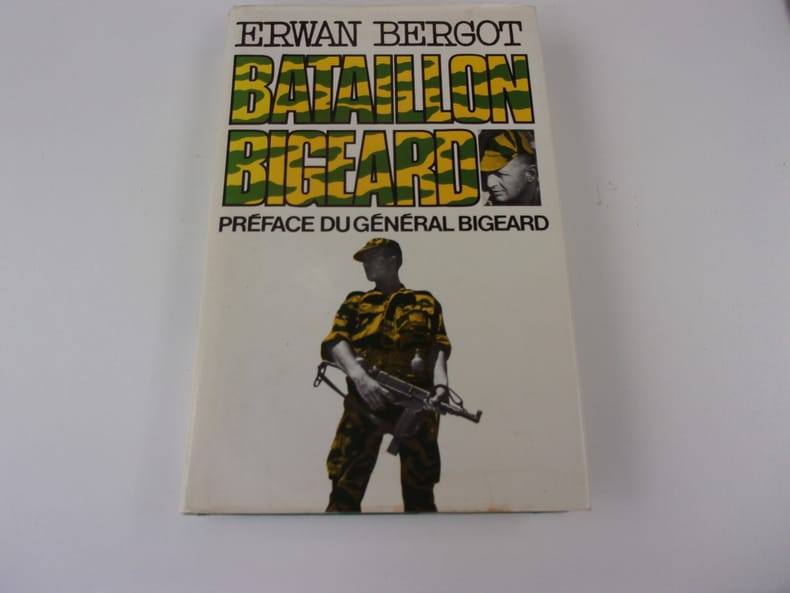 ERWAN BERGOT
BATAILLON
BIGEARD
PRÉFACE DU GÉNÉRAL BIGEARD